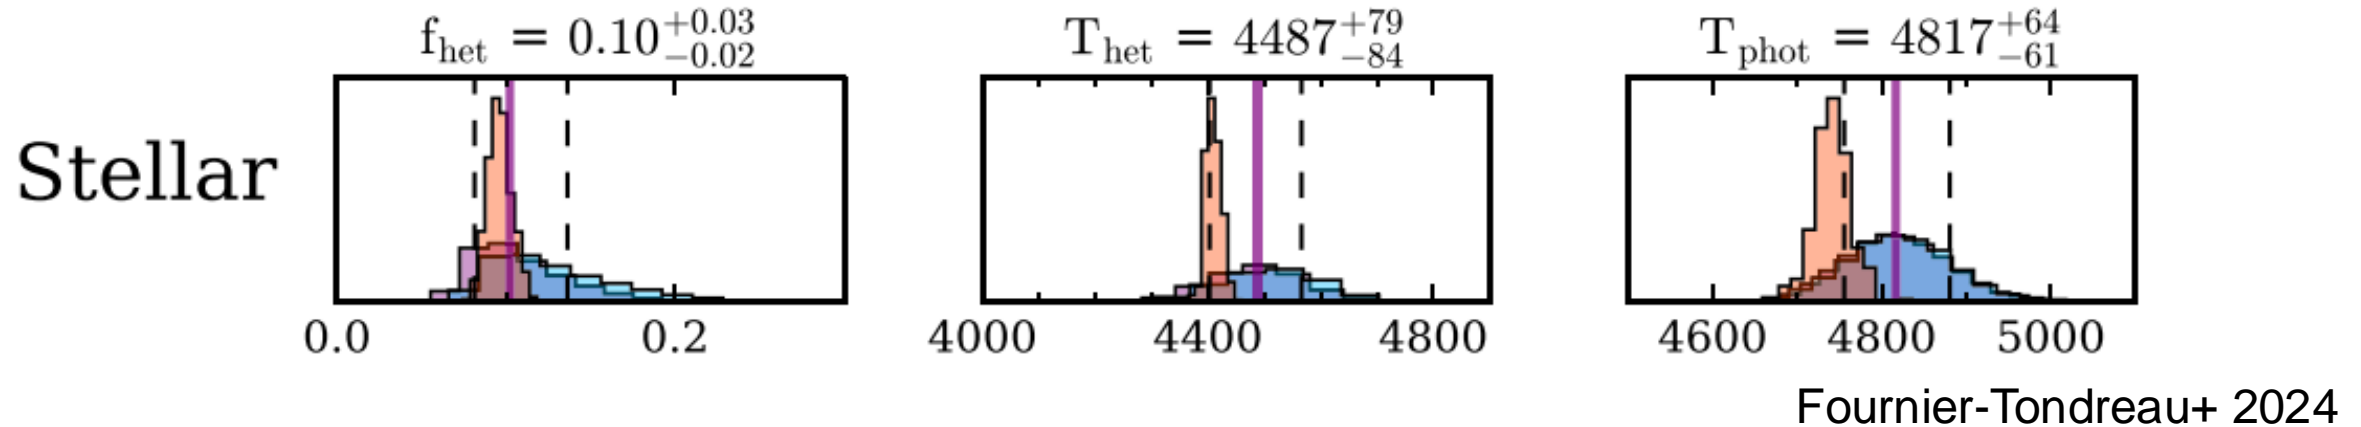 f_het = 0.10^{+0.03}_{-0.02} T_het = 4487^{+79}_{-84} T_phot = 4817^{+64}_{-61}
Stellar
0.0 0.2 4000 4400 4800 4600 4800 5000
Fournier-Tondreau+ 2024